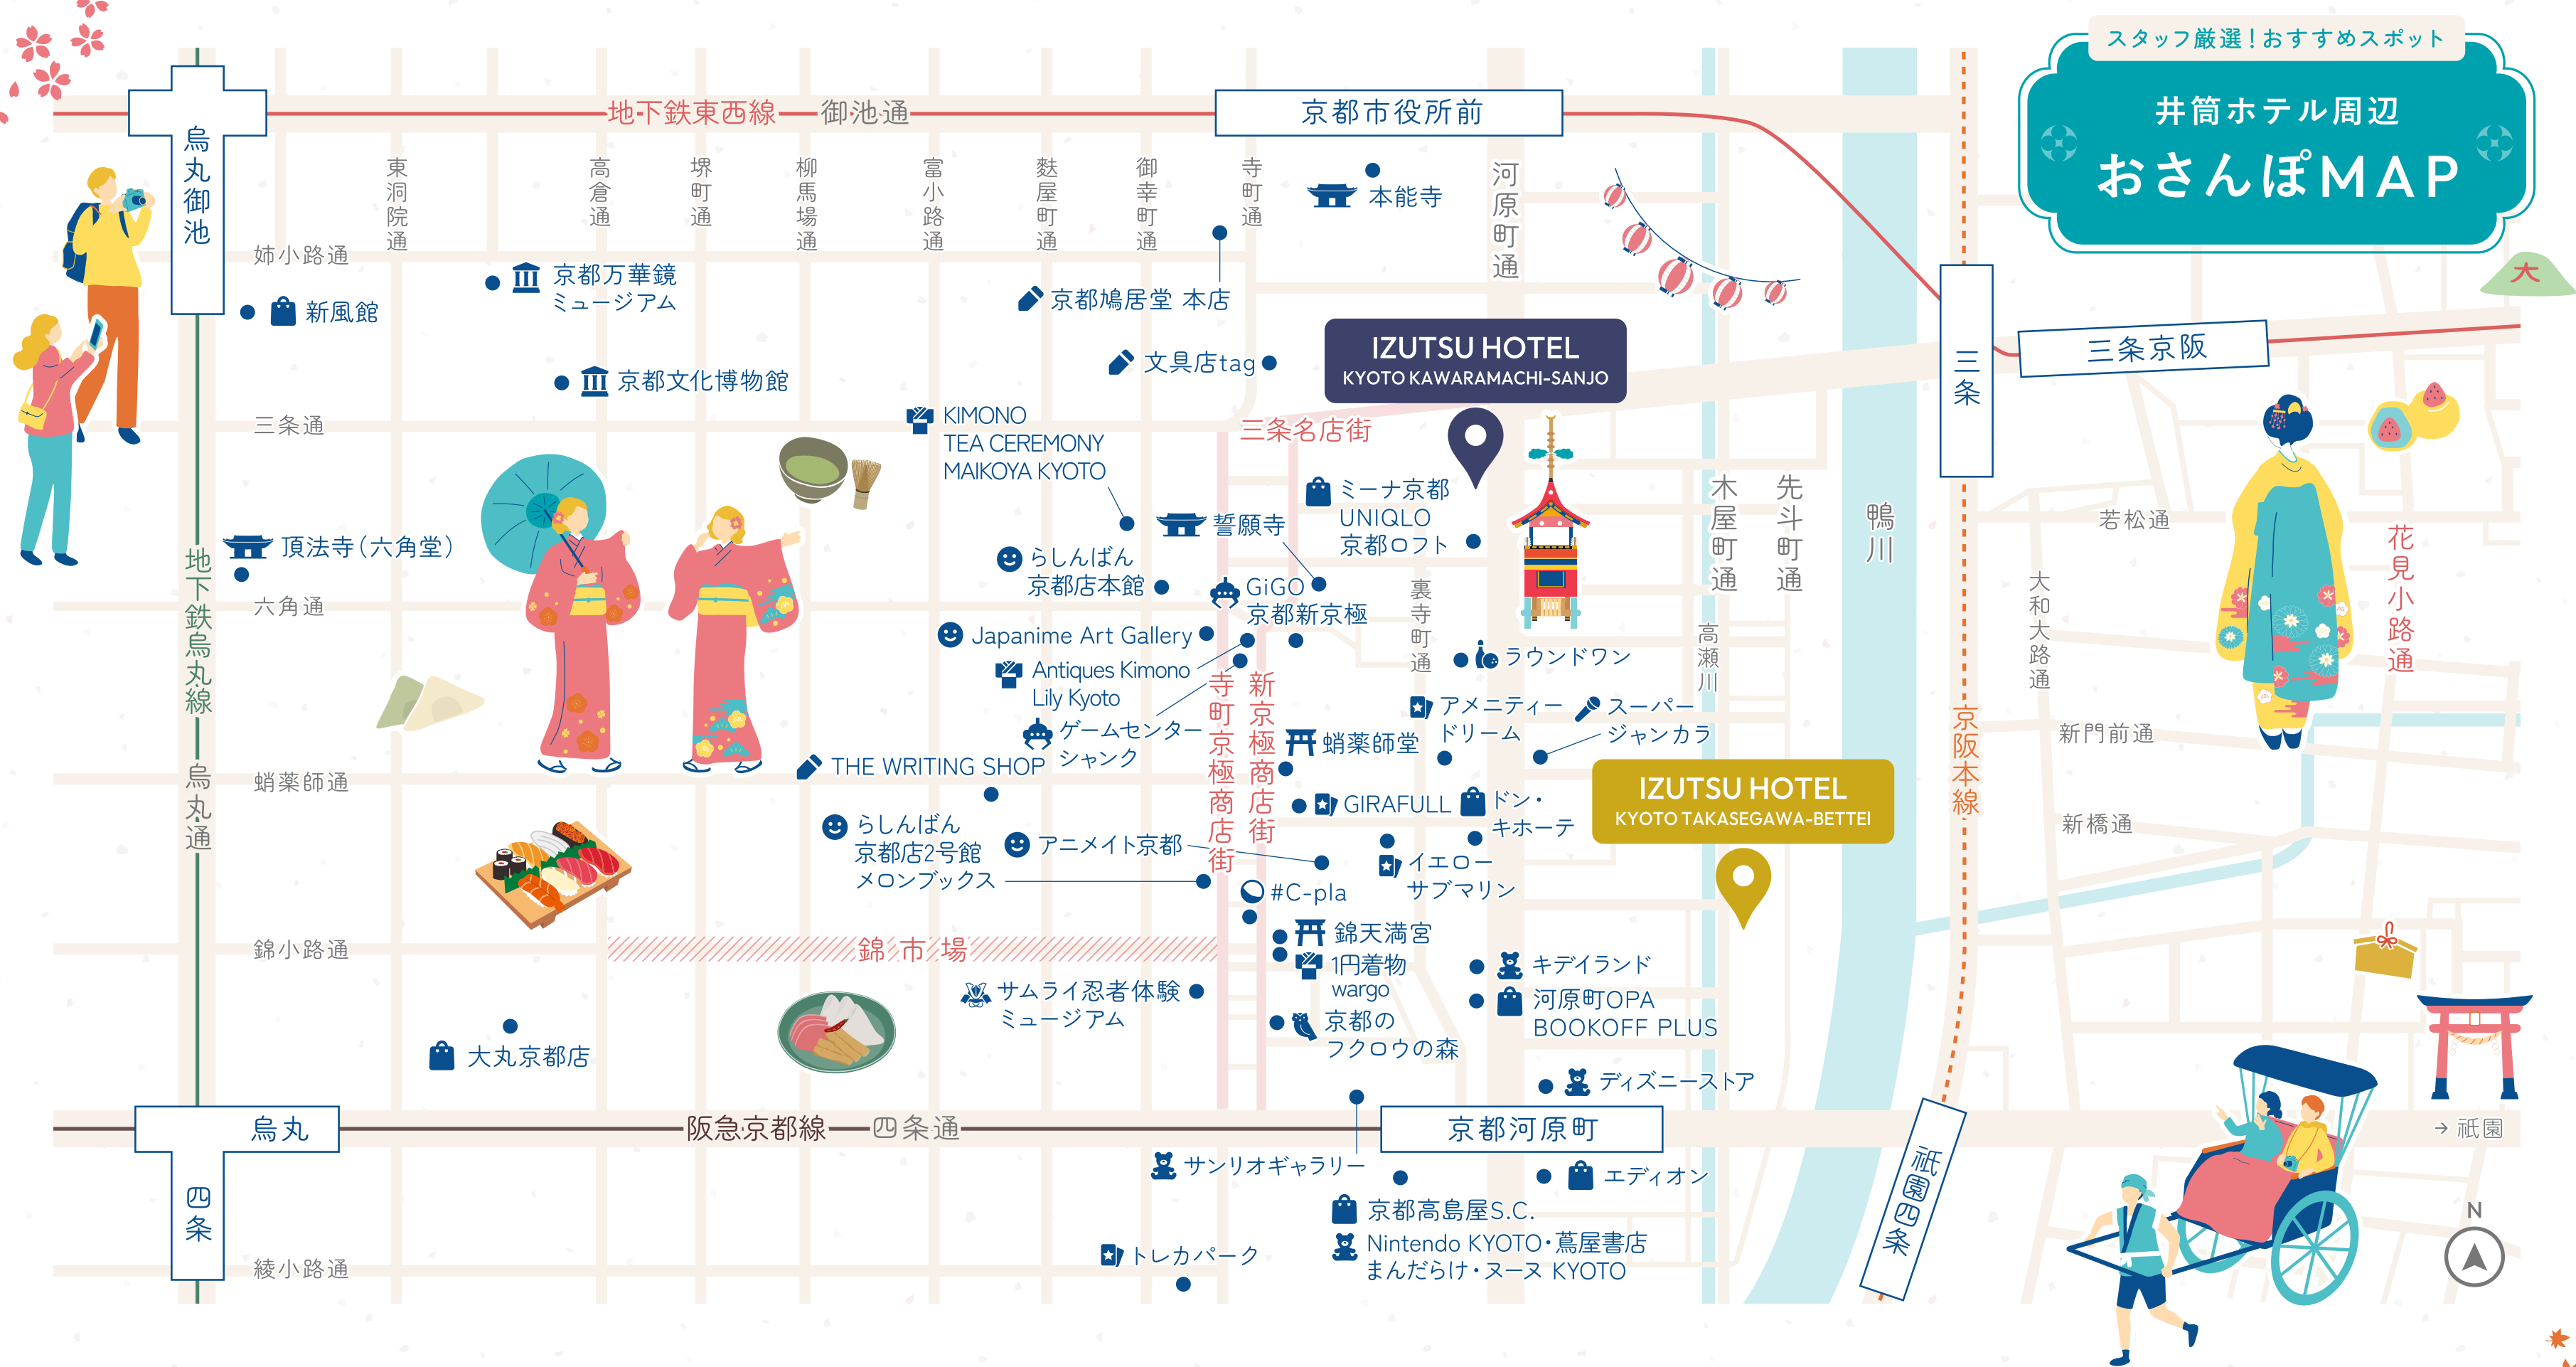 スタッフ厳選！おすすめスポット
井筒ホテル周辺
おさんぽMAP
烏丸御池
地下鉄東西線
御池通
京都市役所前
東洞院通
高倉通
堺町通
柳馬場通
富小路通
麩屋町通
御幸町通
寺町通
本能寺
河原町通
姉小路通
新風館
京都万華鏡
ミュージアム
京都鳩居堂 本店
京都文化博物館
文具店tag
IZUTSU HOTEL
KYOTO KAWARAMACHI-SANJO
三条
三条京阪
大
三条通
KIMONO
TEA CEREMONY
MAIKOYA KYOTO
三条名店街
ミーナ京都
UNIQLO
京都ロフト
木屋町通
先斗町通
鴨川
若松通
花見小路通
大和大路通
地下鉄烏丸線
頂法寺（六角堂）
六角通
誓願寺
らしんばん
京都店本館
GiGO
京都新京極
裏寺町通
高瀬川
Japanime Art Gallery
Antiques Kimono
Lily Kyoto
ゲームセンター
シャンク
寺町京極商店街
新京極商店街
ラウンドワン
アメニティー
ドリーム
スーパー
ジャンカラ
京阪本線
新門前通
新橋通
烏丸通
蛸薬師通
THE WRITING SHOP
蛸薬師堂
GIRAFULL
ドン・
キホーテ
IZUTSU HOTEL
KYOTO TAKASEGAWA-BETTEI
らしんばん
京都店2号館
メロンブックス
アニメイト京都
イエロー
サブマリン
#C-pla
錦小路通
錦市場
錦天満宮
1円着物
wargo
キデイランド
河原町OPA
BOOKOFF PLUS
サムライ忍者体験
ミュージアム
京都の
フクロウの森
大丸京都店
ディズニーストア
烏丸
阪急京都線
四条通
京都河原町
→ 祇園
四条
祇園四条
サンリオギャラリー
エディオン
京都高島屋S.C.
Nintendo KYOTO・蔦屋書店
まんだらけ・ヌーヌ KYOTO
トレカパーク
綾小路通
N